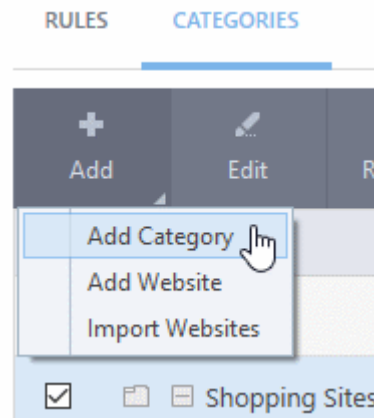 RULES CATEGORIES
Add Edit R
Add Category
Add Website
Import Websites
Shopping Sites